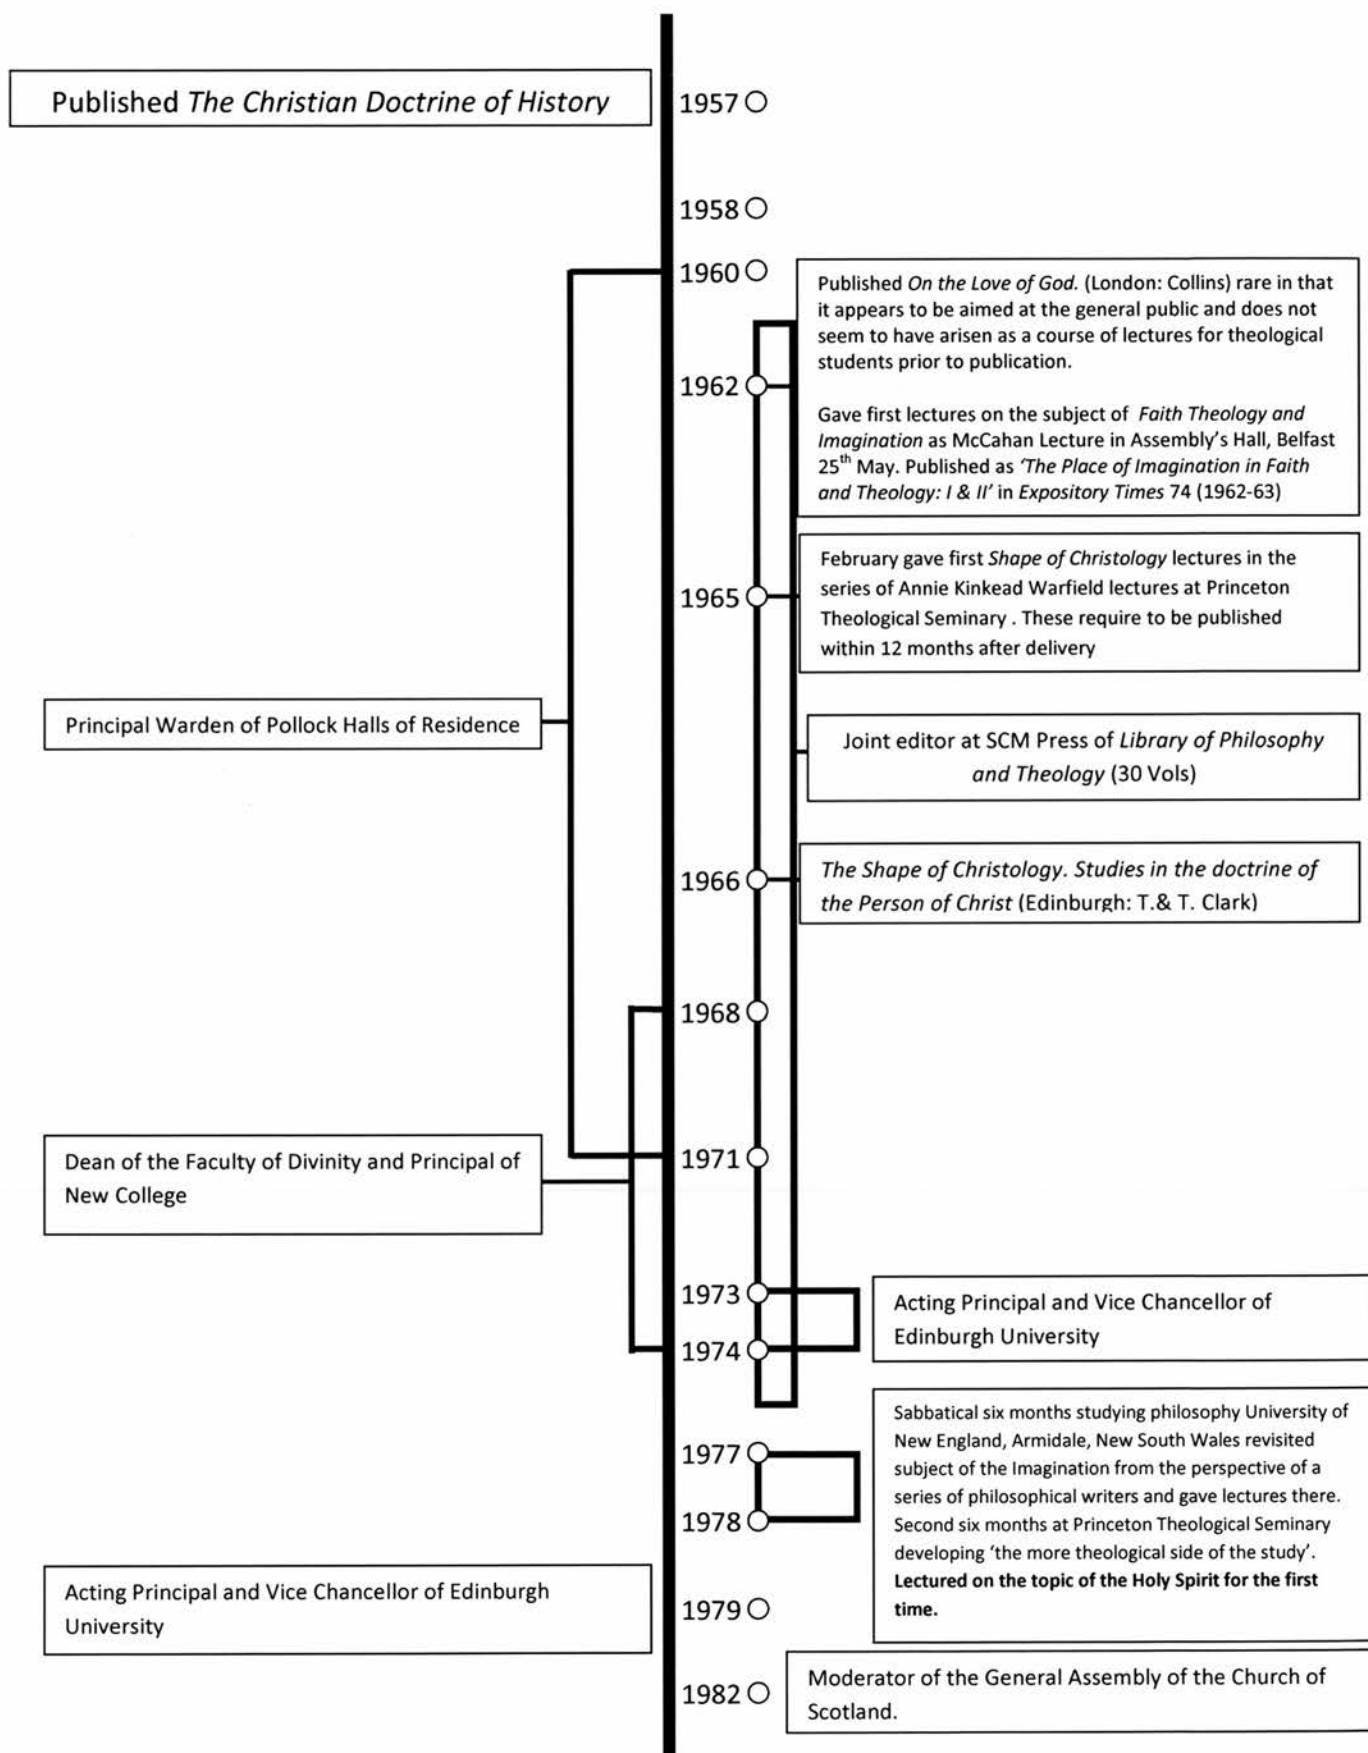 Published The Christian Doctrine of History
1957
1958
1960
Published On the Love of God. (London: Collins) rare in that
it appears to be aimed at the general public and does not
seem to have arisen as a course of lectures for theological
students prior to publication.
1962
Gave first lectures on the subject of Faith Theology and
Imagination as McCahan Lecture in Assembly's Hall, Belfast
25th May. Published as 'The Place of Imagination in Faith
and Theology: I & II' in Expository Times 74 (1962-63)
1965
February gave first Shape of Christology lectures in the
series of Annie Kinkead Warfield lectures at Princeton
Theological Seminary . These require to be published
within 12 months after delivery
Principal Warden of Pollock Halls of Residence
Joint editor at SCM Press of Library of Philosophy
and Theology (30 Vols)
1966
The Shape of Christology. Studies in the doctrine of
the Person of Christ (Edinburgh: T.& T. Clark)
1968
Dean of the Faculty of Divinity and Principal of
New College
1971
1973
1974
Acting Principal and Vice Chancellor of
Edinburgh University
1977
1978
Sabbatical six months studying philosophy University of
New England, Armidale, New South Wales revisited
subject of the Imagination from the perspective of a
series of philosophical writers and gave lectures there.
Second six months at Princeton Theological Seminary
developing 'the more theological side of the study'.
Lectured on the topic of the Holy Spirit for the first
time.
Acting Principal and Vice Chancellor of Edinburgh
University
1979
1982
Moderator of the General Assembly of the Church of
Scotland.